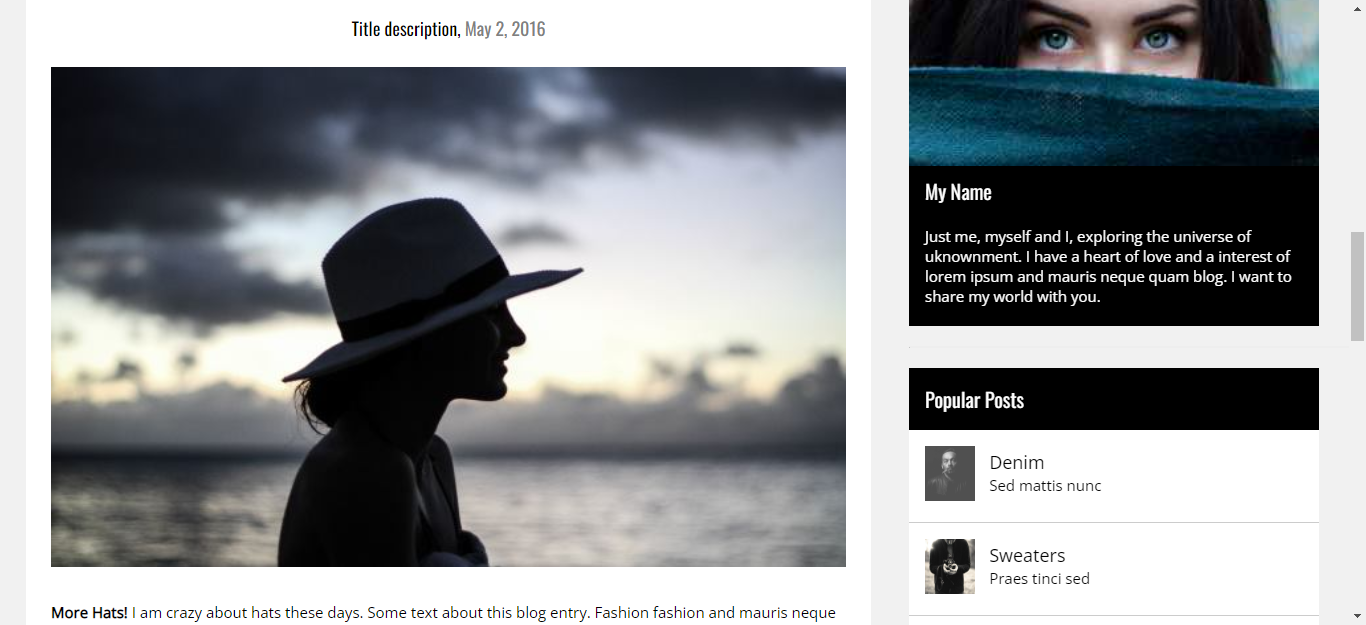 Title description, May 2, 2016
More Hats! I am crazy about hats these days. Some text about this blog entry. Fashion fashion and mauris neque
My Name
Just me, myself and I, exploring the universe of
uknownment. I have a heart of love and a interest of
lorem ipsum and mauris neque quam blog. I want to
share my world with you.
Popular Posts
Denim
Sed mattis nunc
Sweaters
Praes tinci sed